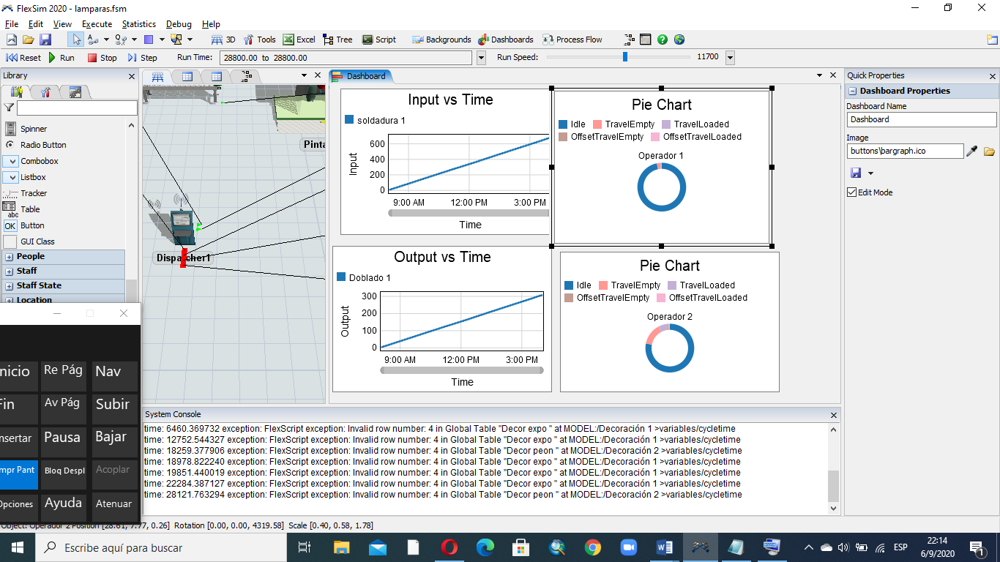 FlexSim 2020 - lamparas.fsm
File Edit View Execute Statistics Debug Help
3D Tools Excel Tree Script Backgrounds Dashboards Process Flow
Reset Run Stop Step Run Time: 28800.00 to 28800.00 Run Speed: 11700
Library
Spinner
Radio Button
Combobox
Listbox
Tracker
Table
abc
OK Button
GUI Class
People
Staff
Staff State
Location
Pinta
Dispatcher1
Dashboard
Input vs Time
soldadura 1
Input
600
400
200
0
9:00 AM 12:00 PM 3:00 PM
Time
Pie Chart
Idle TravelEmpty TravelLoaded
OffsetTravelEmpty OffsetTravelLoaded
Operador 1
Output vs Time
Doblado 1
Output
300
200
100
0
9:00 AM 12:00 PM 3:00 PM
Time
Pie Chart
Idle TravelEmpty TravelLoaded
OffsetTravelEmpty OffsetTravelLoaded
Operador 2
Quick Properties
Dashboard Properties
Dashboard Name
Dashboard
Image
buttons\bargraph.ico
Edit Mode
nicio Re Pág Nav
Fin Av Pág Subir
nsertar Pausa Bajar
mpr Pant Bloq Despl Acoplar
Opciones Ayuda Atenuar
System Console
time: 6460.369732 exception: FlexScript exception: Invalid row number: 4 in Global Table "Decor expo " at MODEL:/Decoración 1 >variables/cycletime
time: 12752.544327 exception: FlexScript exception: Invalid row number: 4 in Global Table "Decor expo " at MODEL:/Decoración 1 >variables/cycletime
time: 18259.377906 exception: FlexScript exception: Invalid row number: 4 in Global Table "Decor peon " at MODEL:/Decoración 2 >variables/cycletime
time: 18978.822240 exception: FlexScript exception: Invalid row number: 4 in Global Table "Decor expo " at MODEL:/Decoración 1 >variables/cycletime
time: 19851.440019 exception: FlexScript exception: Invalid row number: 4 in Global Table "Decor expo " at MODEL:/Decoración 1 >variables/cycletime
time: 22284.387127 exception: FlexScript exception: Invalid row number: 4 in Global Table "Decor expo " at MODEL:/Decoración 1 >variables/cycletime
time: 28121.763294 exception: FlexScript exception: Invalid row number: 4 in Global Table "Decor peon " at MODEL:/Decoración 2 >variables/cycletime
Object: Operador 2 Position [28.61, 7.77, 0.26] Rotation [0.00, 0.00, 4319.58] Scale [0.40, 0.58, 1.78]
Escribe aquí para buscar
ESP
22:14
6/9/2020
1